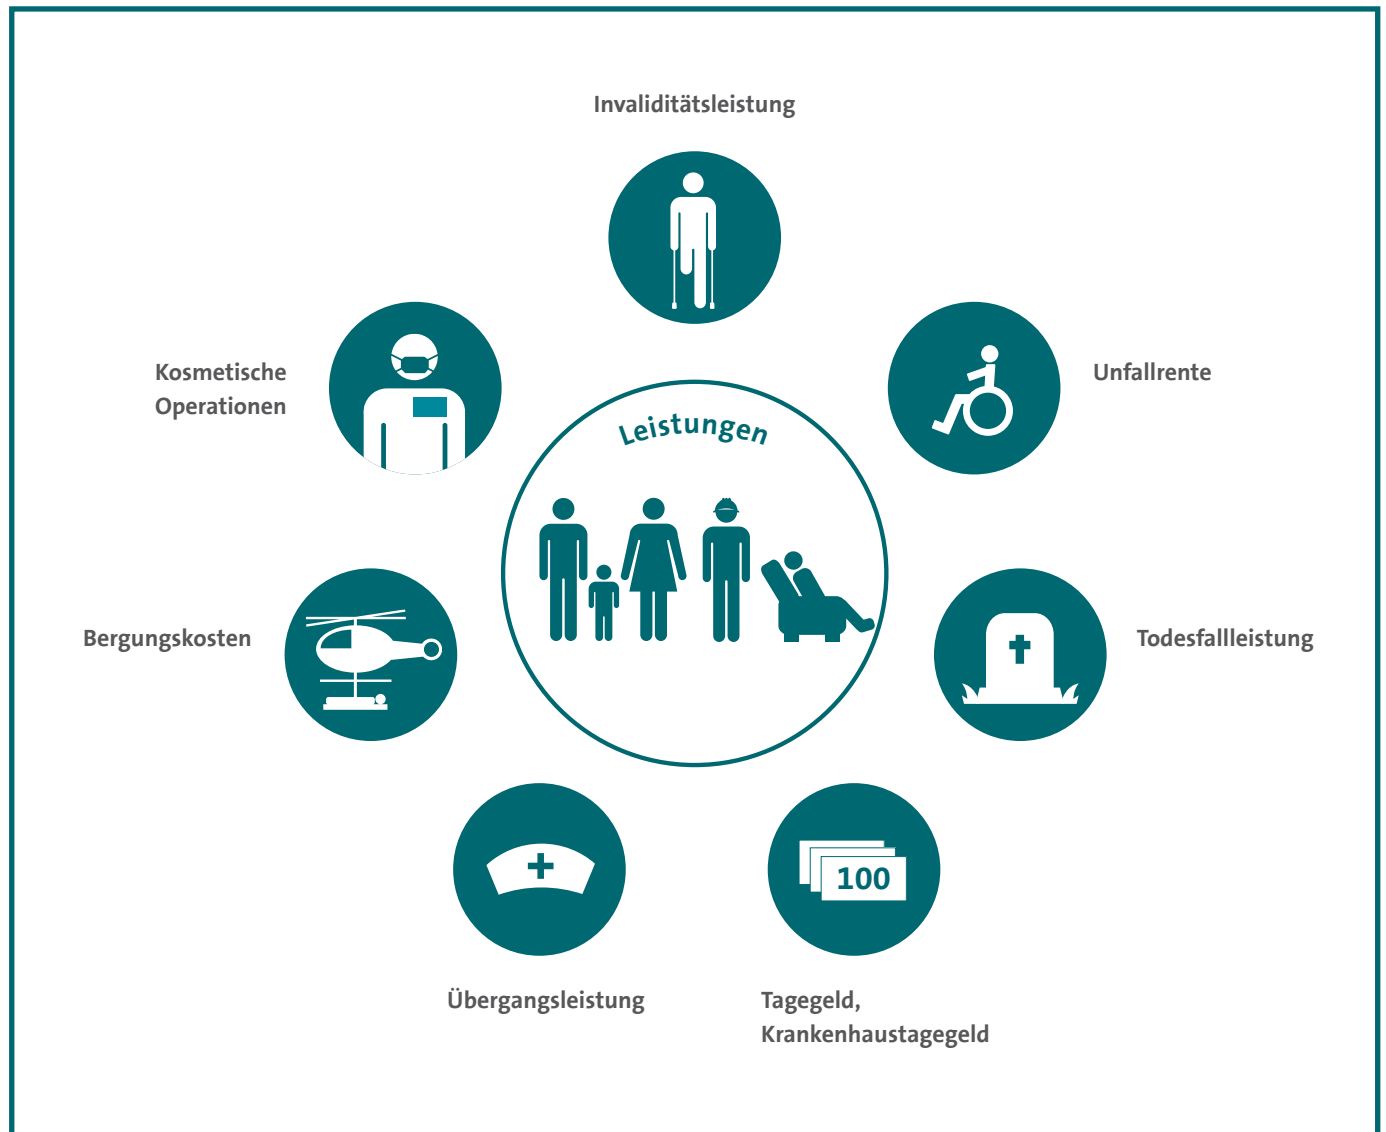 Invaliditätsleistung
Kosmetische
Operationen
Unfallrente
Leistungen
Bergungskosten
Todesfallleistung
100
Übergangsleistung
Tagegeld,
Krankenhaustagegeld